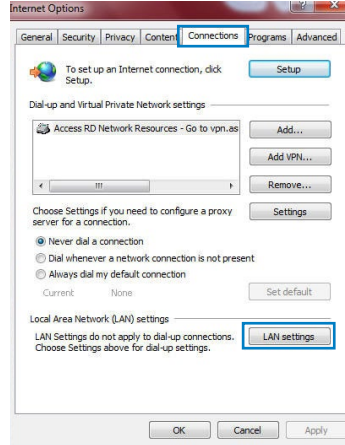 Internet Options
General Security Privacy Content Connections Programs Advanced
To set up an Internet connection, click Setup.
Setup
Dial-up and Virtual Private Network settings
Access RD Network Resources - Go to vpn.as
Add...
Add VPN...
Remove...
Choose Settings if you need to configure a proxy
server for a connection.
Settings
Never dial a connection
Dial whenever a network connection is not present
Always dial my default connection
Current None
Set default
Local Area Network (LAN) settings
LAN Settings do not apply to dial-up connections.
Choose Settings above for dial-up settings.
LAN settings
OK Cancel Apply